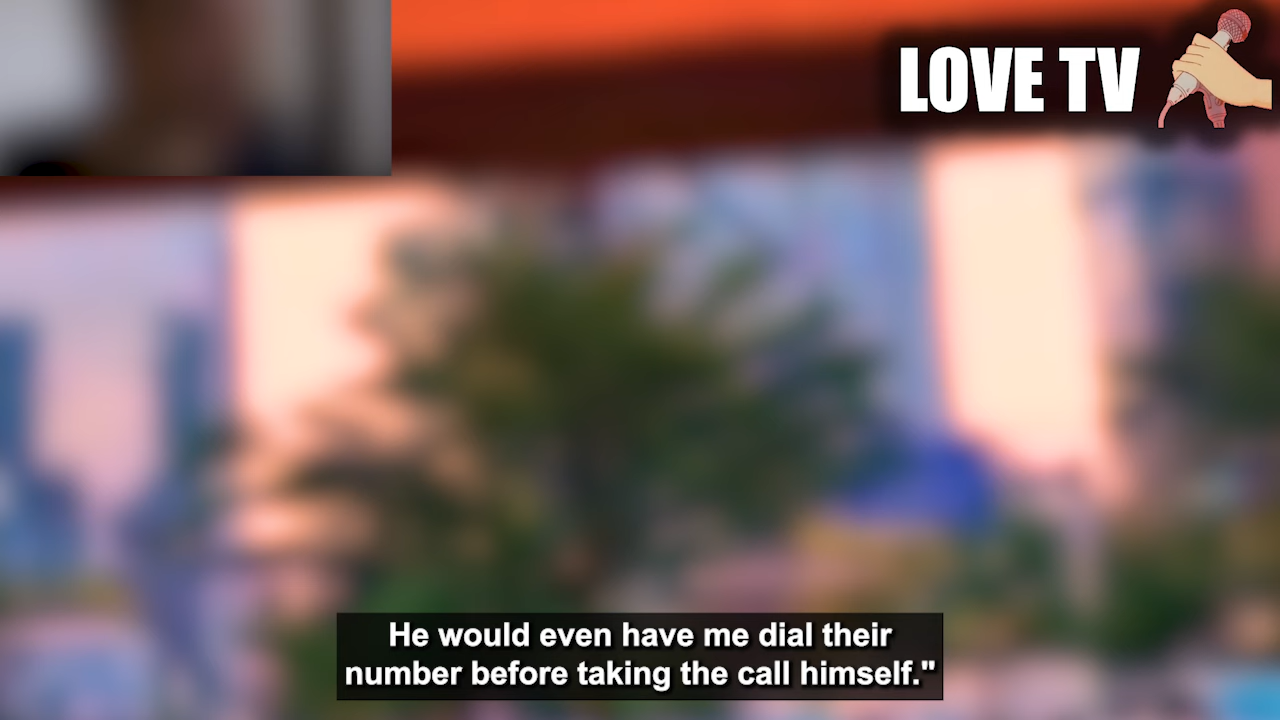 LOVE TV
He would even have me dial their
number before taking the call himself."